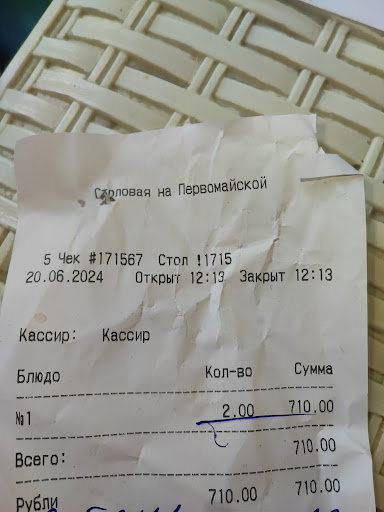 Столовая на Первомайской
5 Чек #171567 Стол !1715
20.06.2024 Открыт 12:13 Закрыт 12:13
Кассир: Кассир
Блюдо Кол-во Сумма
№1 2.00 710.00
Всего: 710.00
Рубли 710.00 710.00